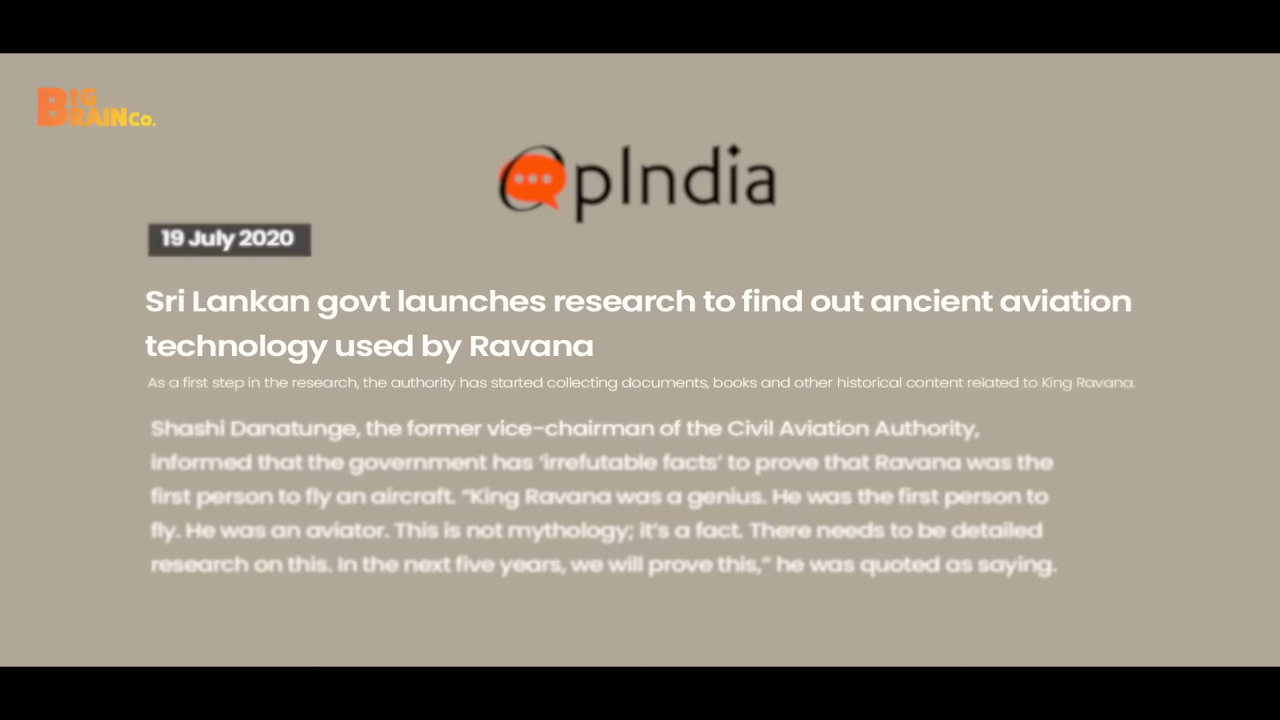 BIG
BRAIN Co.
OpIndia
19 July 2020
Sri Lankan govt launches research to find out ancient aviation
technology used by Ravana
As a first step in the research, the authority has started collecting documents, books and other historical content related to King Ravana.
Shashi Danatunge, the former vice-chairman of the Civil Aviation Authority,
informed that the government has ‘irrefutable facts’ to prove that Ravana was the
first person to fly an aircraft. “King Ravana was a genius. He was the first person to
fly. He was an aviator. This is not mythology; it’s a fact. There needs to be detailed
research on this. In the next five years, we will prove this,” he was quoted as saying.